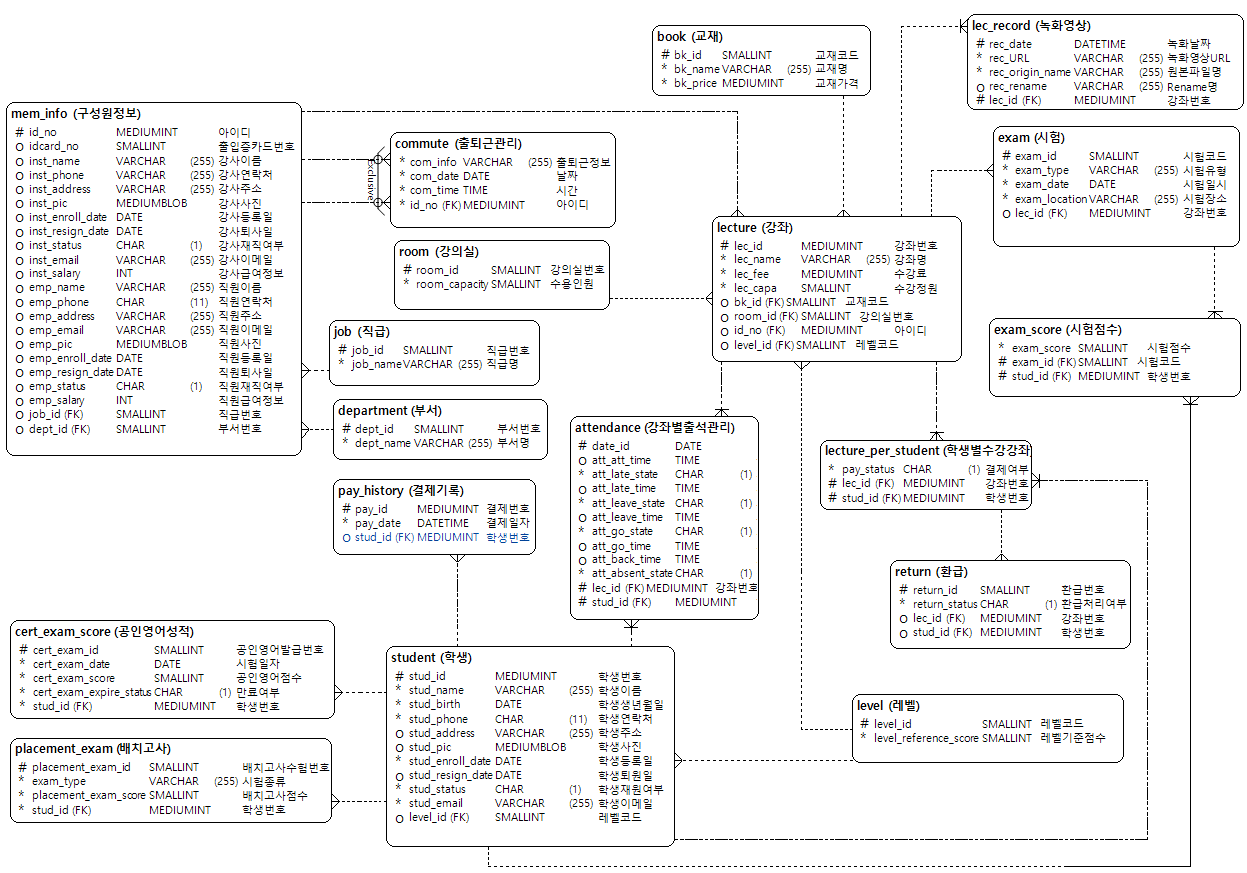 book (교재)
# bk_id SMALLINT 교재코드
* bk_name VARCHAR (255) 교재명
* bk_price MEDIUMINT 교재가격
lec_record (녹화영상)
# rec_date DATETIME 녹화날짜
* rec_URL VARCHAR (255) 녹화영상URL
* rec_origin_name VARCHAR (255) 원본파일명
o rec_rename VARCHAR (255) Rename명
# lec_id (FK) MEDIUMINT 강좌번호
mem_info (구성원정보)
# id_no MEDIUMINT 아이디
o idcard_no SMALLINT 출입증카드번호
o inst_name VARCHAR (255) 강사이름
o inst_phone VARCHAR (255) 강사연락처
o inst_address VARCHAR (255) 강사주소
o inst_pic MEDIUMBLOB 강사사진
o inst_enroll_date DATE 강사등록일
o inst_resign_date DATE 강사퇴사일
o inst_status CHAR (1) 강사재직여부
o inst_email VARCHAR (255) 강사이메일
o inst_salary INT 강사급여정보
o emp_name VARCHAR (255) 직원이름
o emp_phone CHAR (11) 직원연락처
o emp_address VARCHAR (255) 직원주소
o emp_email VARCHAR (255) 직원이메일
o emp_pic MEDIUMBLOB 직원사진
o emp_enroll_date DATE 직원등록일
o emp_resign_date DATE 직원퇴사일
o emp_status CHAR (1) 직원재직여부
o emp_salary INT 직원급여정보
o job_id (FK) SMALLINT 직급번호
o dept_id (FK) SMALLINT 부서번호
Exclusive
commute (출퇴근관리)
* com_info VARCHAR (255) 출퇴근정보
* com_date DATE 날짜
* com_time TIME 시간
* id_no (FK) MEDIUMINT 아이디
exam (시험)
# exam_id SMALLINT 시험코드
* exam_type VARCHAR (255) 시험유형
* exam_date DATE 시험일시
* exam_location VARCHAR (255) 시험장소
o lec_id (FK) MEDIUMINT 강좌번호
room (강의실)
# room_id SMALLINT 강의실번호
* room_capacity SMALLINT 수용인원
lecture (강좌)
# lec_id MEDIUMINT 강좌번호
* lec_name VARCHAR (255) 강좌명
* lec_fee MEDIUMINT 수강료
* lec_capa SMALLINT 수강정원
o bk_id (FK) SMALLINT 교재코드
o room_id (FK) SMALLINT 강의실번호
o id_no (FK) MEDIUMINT 아이디
o level_id (FK) SMALLINT 레벨코드
job (직급)
# job_id SMALLINT 직급번호
* job_name VARCHAR (255) 직급명
exam_score (시험점수)
* exam_score SMALLINT 시험점수
# exam_id (FK) SMALLINT 시험코드
# stud_id (FK) MEDIUMINT 학생번호
department (부서)
# dept_id SMALLINT 부서번호
* dept_name VARCHAR (255) 부서명
attendance (강좌별출석관리)
# date_id DATE
o att_att_time TIME
* att_late_state CHAR (1)
o att_late_time TIME
* att_leave_state CHAR (1)
o att_leave_time TIME
* att_go_state CHAR (1)
o att_go_time TIME
o att_back_time TIME
* att_absent_state CHAR (1)
# lec_id (FK) MEDIUMINT 강좌번호
# stud_id (FK) MEDIUMINT
lecture_per_student (학생별수강강좌)
* pay_status CHAR (1) 결제여부
# lec_id (FK) MEDIUMINT 강좌번호
# stud_id (FK) MEDIUMINT 학생번호
pay_history (결제기록)
# pay_id MEDIUMINT 결제번호
* pay_date DATETIME 결제일자
o stud_id (FK) MEDIUMINT 학생번호
return (환급)
# return_id SMALLINT 환급번호
* return_status CHAR (1) 환급처리여부
o lec_id (FK) MEDIUMINT 강좌번호
o stud_id (FK) MEDIUMINT 학생번호
cert_exam_score (공인영어성적)
# cert_exam_id SMALLINT 공인영어발급번호
* cert_exam_date DATE 시험일자
* cert_exam_score SMALLINT 공인영어점수
* cert_exam_expire_status CHAR (1) 만료여부
* stud_id (FK) MEDIUMINT 학생번호
student (학생)
# stud_id MEDIUMINT 학생번호
* stud_name VARCHAR (255) 학생이름
* stud_birth DATE 학생생년월일
* stud_phone CHAR (11) 학생연락처
o stud_address VARCHAR (255) 학생주소
o stud_pic MEDIUMBLOB 학생사진
* stud_enroll_date DATE 학생등록일
o stud_resign_date DATE 학생퇴원일
* stud_status CHAR (1) 학생재원여부
* stud_email VARCHAR (255) 학생이메일
o level_id (FK) SMALLINT 레벨코드
level (레벨)
# level_id SMALLINT 레벨코드
* level_reference_score SMALLINT 레벨기준점수
placement_exam (배치고사)
# placement_exam_id SMALLINT 배치고사수험번호
* exam_type VARCHAR (255) 시험종류
* placement_exam_score SMALLINT 배치고사점수
* stud_id (FK) MEDIUMINT 학생번호